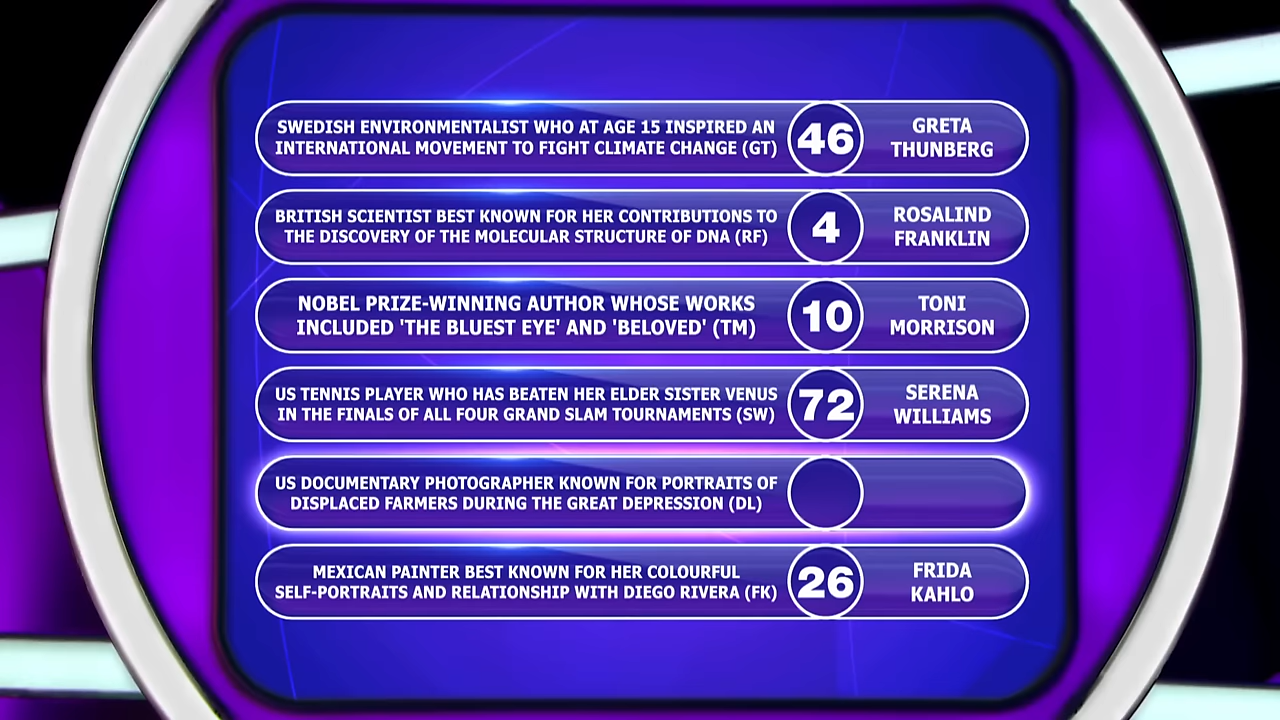 SWEDISH ENVIRONMENTALIST WHO AT AGE 15 INSPIRED AN
INTERNATIONAL MOVEMENT TO FIGHT CLIMATE CHANGE (GT)
46
GRETA
THUNBERG
BRITISH SCIENTIST BEST KNOWN FOR HER CONTRIBUTIONS TO
THE DISCOVERY OF THE MOLECULAR STRUCTURE OF DNA (RF)
4
ROSALIND
FRANKLIN
NOBEL PRIZE-WINNING AUTHOR WHOSE WORKS
INCLUDED 'THE BLUEST EYE' AND 'BELOVED' (TM)
10
TONI
MORRISON
US TENNIS PLAYER WHO HAS BEATEN HER ELDER SISTER VENUS
IN THE FINALS OF ALL FOUR GRAND SLAM TOURNAMENTS (SW)
72
SERENA
WILLIAMS
US DOCUMENTARY PHOTOGRAPHER KNOWN FOR PORTRAITS OF
DISPLACED FARMERS DURING THE GREAT DEPRESSION (DL)
MEXICAN PAINTER BEST KNOWN FOR HER COLOURFUL
SELF-PORTRAITS AND RELATIONSHIP WITH DIEGO RIVERA (FK)
26
FRIDA
KAHLO